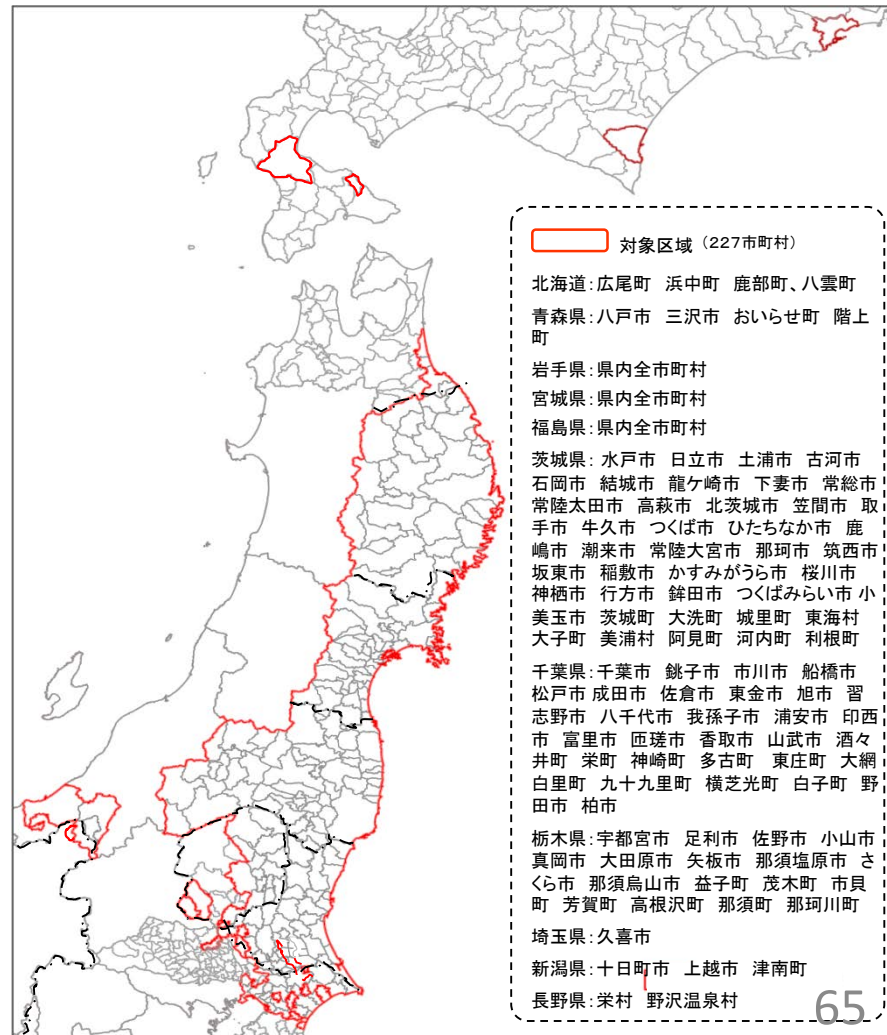 対象区域（227市町村）
北海道：広尾町 浜中町 鹿部町、八雲町
青森県：八戸市 三沢市 おいらせ町 階上
町
岩手県：県内全市町村
宮城県：県内全市町村
福島県：県内全市町村
茨城県： 水戸市 日立市 土浦市 古河市
石岡市 結城市 龍ケ崎市 下妻市 常総市
常陸太田市 高萩市 北茨城市 笠間市 取
手市 牛久市 つくば市 ひたちなか市 鹿
嶋市 潮来市 常陸大宮市 那珂市 筑西市
坂東市 稲敷市 かすみがうら市 桜川市
神栖市 行方市 鉾田市 つくばみらい市 小
美玉市 茨城町 大洗町 城里町 東海村
大子町 美浦村 阿見町 河内町 利根町
千葉県：千葉市 銚子市 市川市 船橋市
松戸市 成田市 佐倉市 東金市 旭市 習
志野市 八千代市 我孫子市 浦安市 印西
市 富里市 匝瑳市 香取市 山武市 酒々
井町 栄町 神崎町 多古町 東庄町 大網
白里町 九十九里町 横芝光町 白子町 野
田市 柏市
栃木県：宇都宮市 足利市 佐野市 小山市
真岡市 大田原市 矢板市 那須塩原市 さ
くら市 那須烏山市 益子町 茂木町 市貝
町 芳賀町 高根沢町 那須町 那珂川町
埼玉県：久喜市
新潟県：十日町市 上越市 津南町
長野県：栄村 野沢温泉村
65